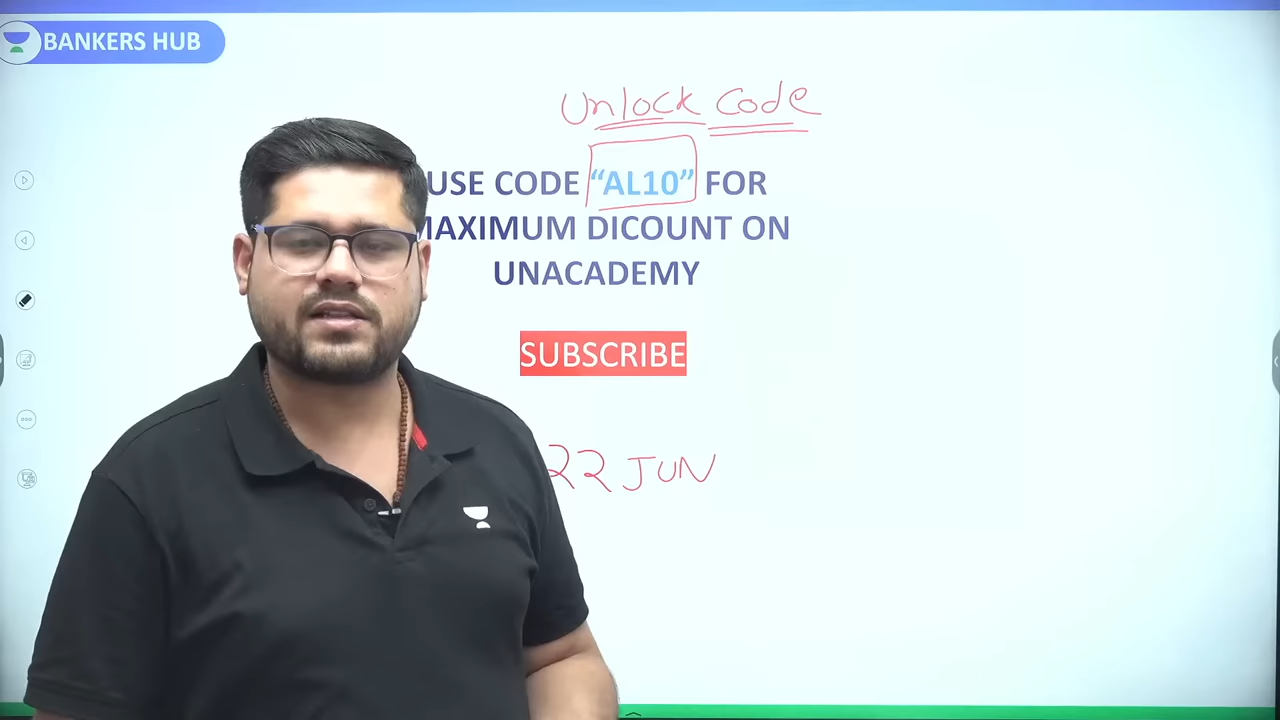 BANKERS HUB
Unlock Code
USE CODE “AL10” FOR
MAXIMUM DICOUNT ON
UNACADEMY
SUBSCRIBE
22 JUN